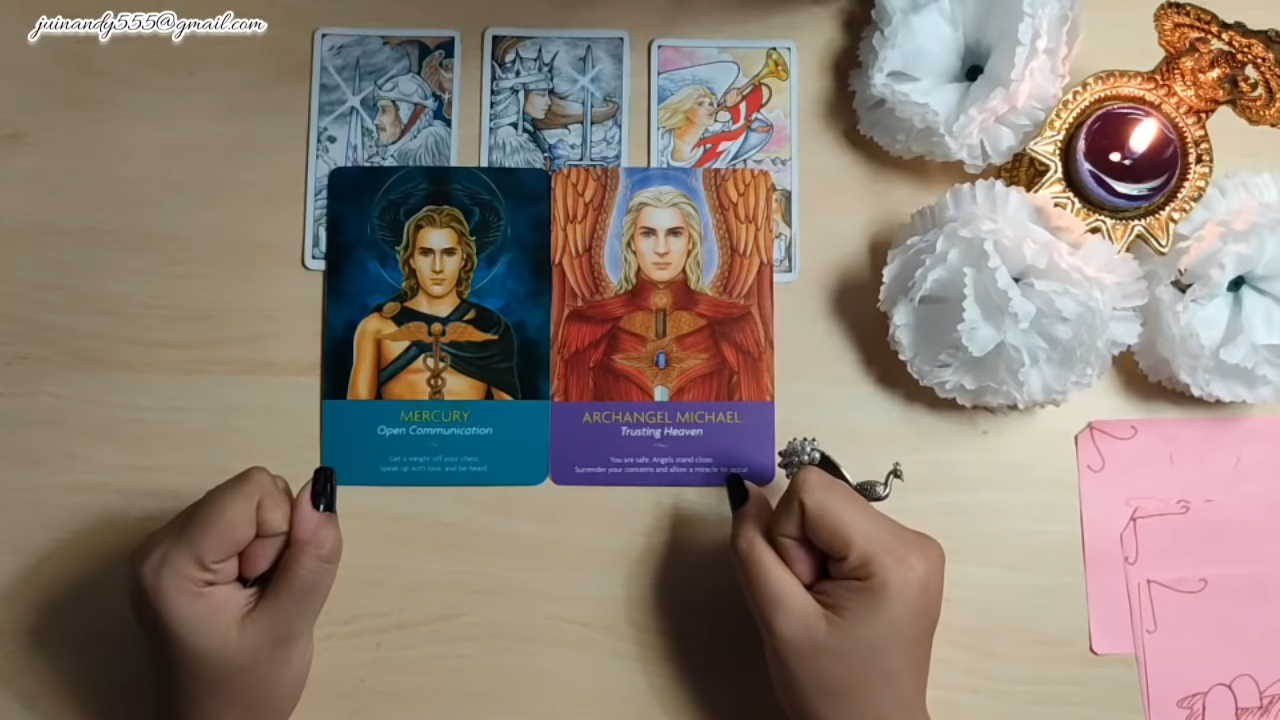 juinandy555@gmail.com
MERCURY
Open Communication
Get a weight off your chest.
Speak up with love, and be heard.
ARCHANGEL MICHAEL
Trusting Heaven
You are safe. Angels stand close.
Surrender your concerns and allow a miracle to occur.